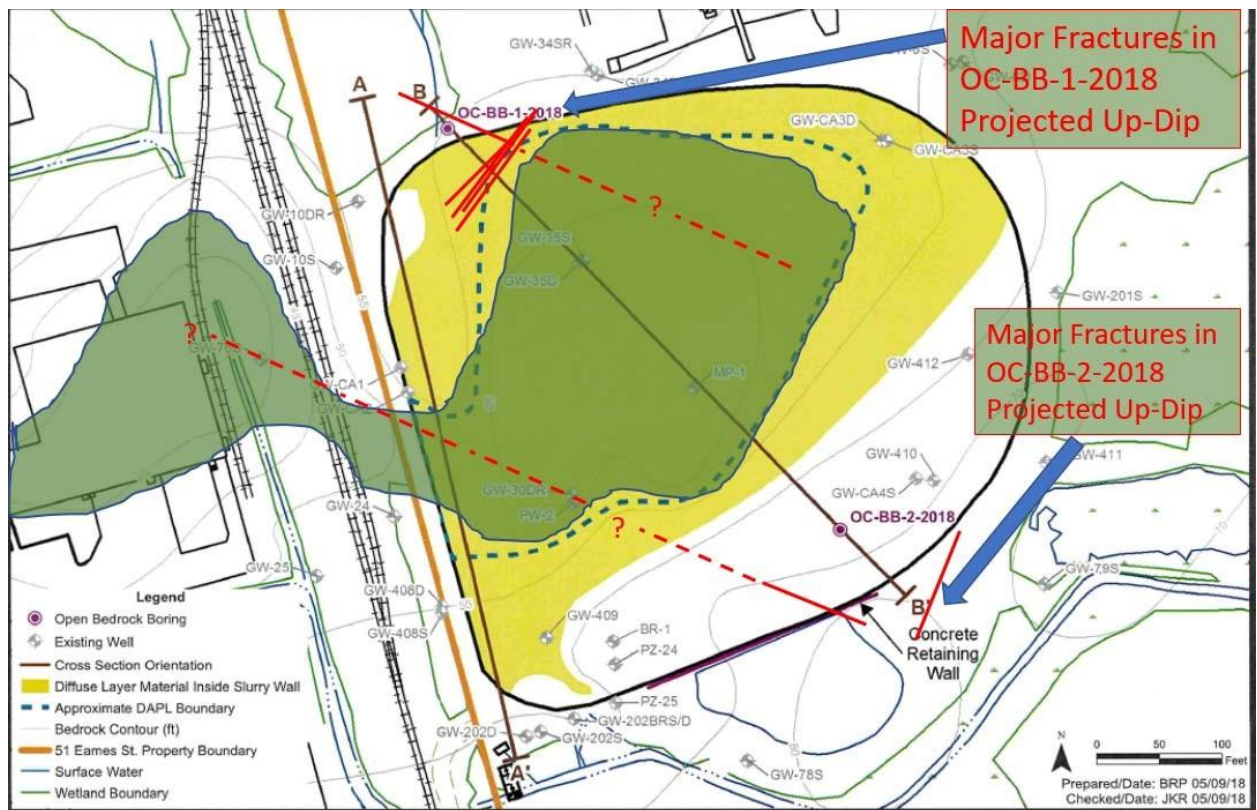 Major Fractures in
OC-BB-1-2018
Projected Up-Dip
GW-34SR
A
B
OC-BB-1-2018
GW-CA3D
GW-CA3S
GW-10DR
?
GW-35S
GW-10S
GW-35D
55
GW-201S
Major Fractures in
OC-BB-2-2018
Projected Up-Dip
?
GW-412
GW-CA1
MP-1
GW-411
GW-410
GW-CA4S
GW-30DR
PW-2
GW-24
?
OC-BB-2-2018
70
GW-25
GW-79S
GW-408D
55
B'
GW-408S
GW-409
BR-1
PZ-24
Concrete
Retaining
Wall
PZ-25
GW-202BRS/D
GW-202D
GW-202S
A'
GW-78S
Legend
Open Bedrock Boring
Existing Well
Cross Section Orientation
Diffuse Layer Material Inside Slurry Wall
Approximate DAPL Boundary
Bedrock Contour (ft)
51 Eames St. Property Boundary
Surface Water
Wetland Boundary
N
0 50 100
Feet
Prepared/Date: BRP 05/09/18
Checked/Date: JKR 05/09/18